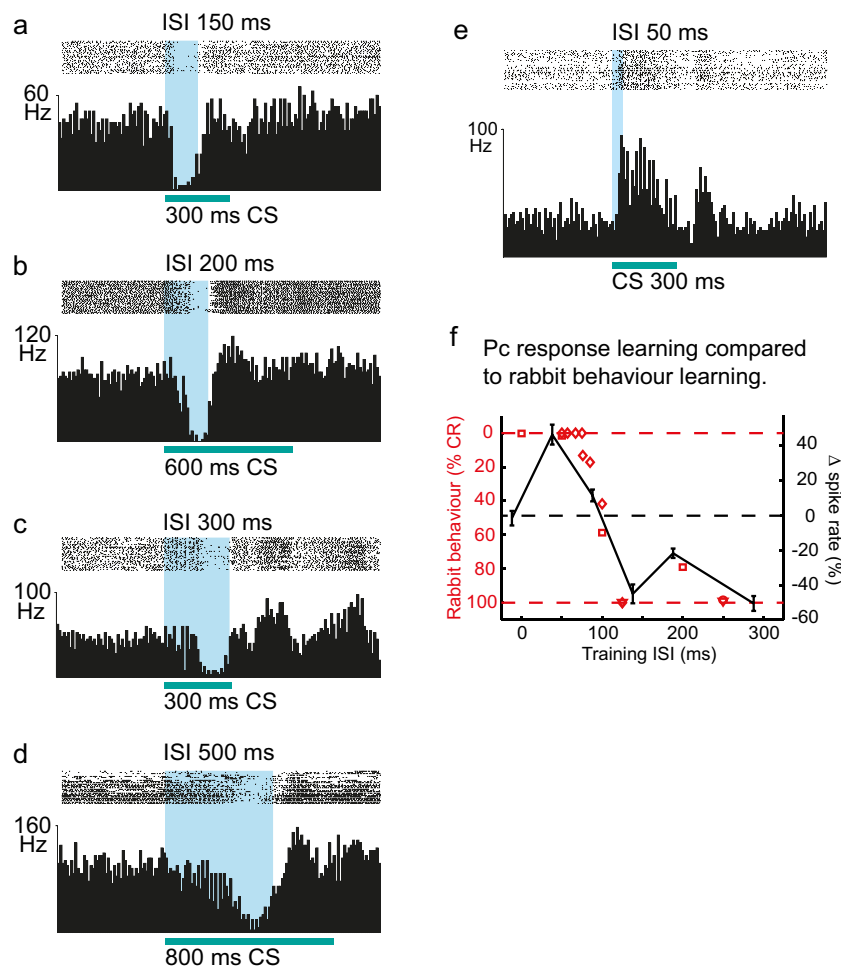 a
ISI 150 ms
60
Hz
300 ms CS
b
ISI 200 ms
120
Hz
600 ms CS
c
ISI 300 ms
100
Hz
300 ms CS
d
ISI 500 ms
160
Hz
800 ms CS
e
ISI 50 ms
100
Hz
CS 300 ms
f
Pc response learning compared
to rabbit behaviour learning.
Rabbit behaviour (% CR)
0
20
40
60
80
100
40
20
0
-20
-40
-60
Δ spike rate (%)
0
100
200
300
Training ISI (ms)